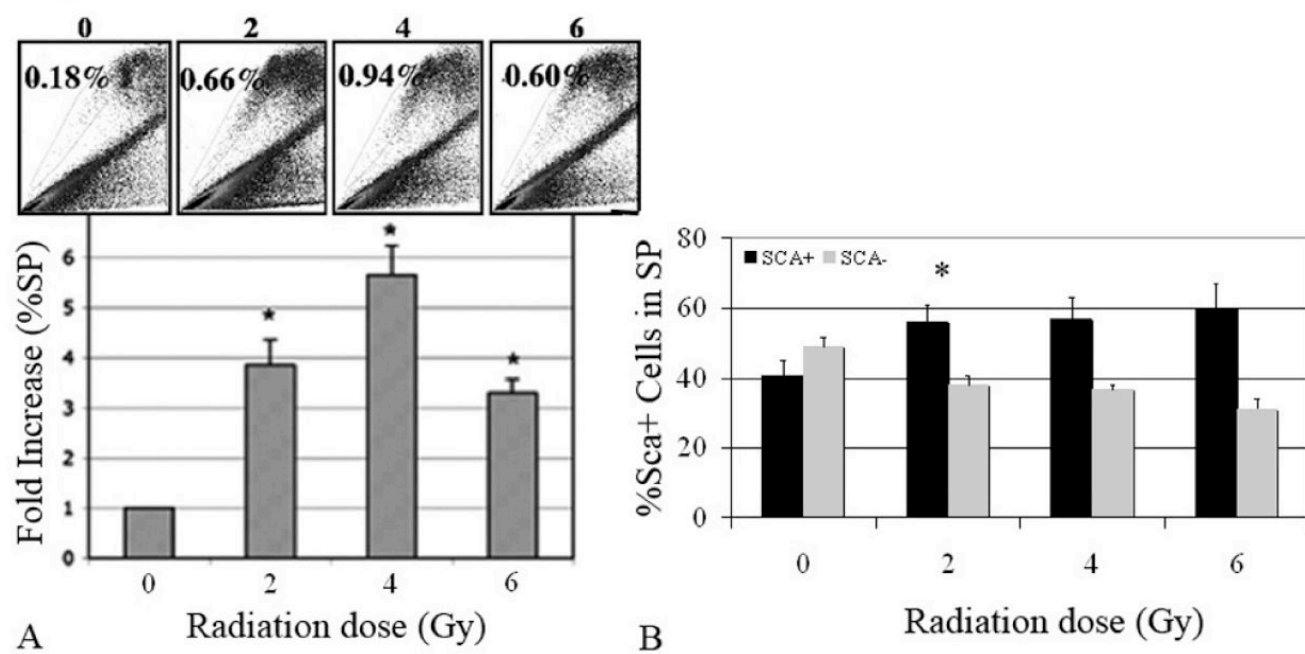 0 2 4 6
0.18% 0.66% 0.94% 0.60%
Fold Increase (%SP)
6
5
4
3
2
1
0
★ ★ ★
0 2 4 6
Radiation dose (Gy)
A
%Sca+ Cells in SP
80
60
40
20
0
SCA+ SCA-
*
0 2 4 6
Radiation dose (Gy)
B